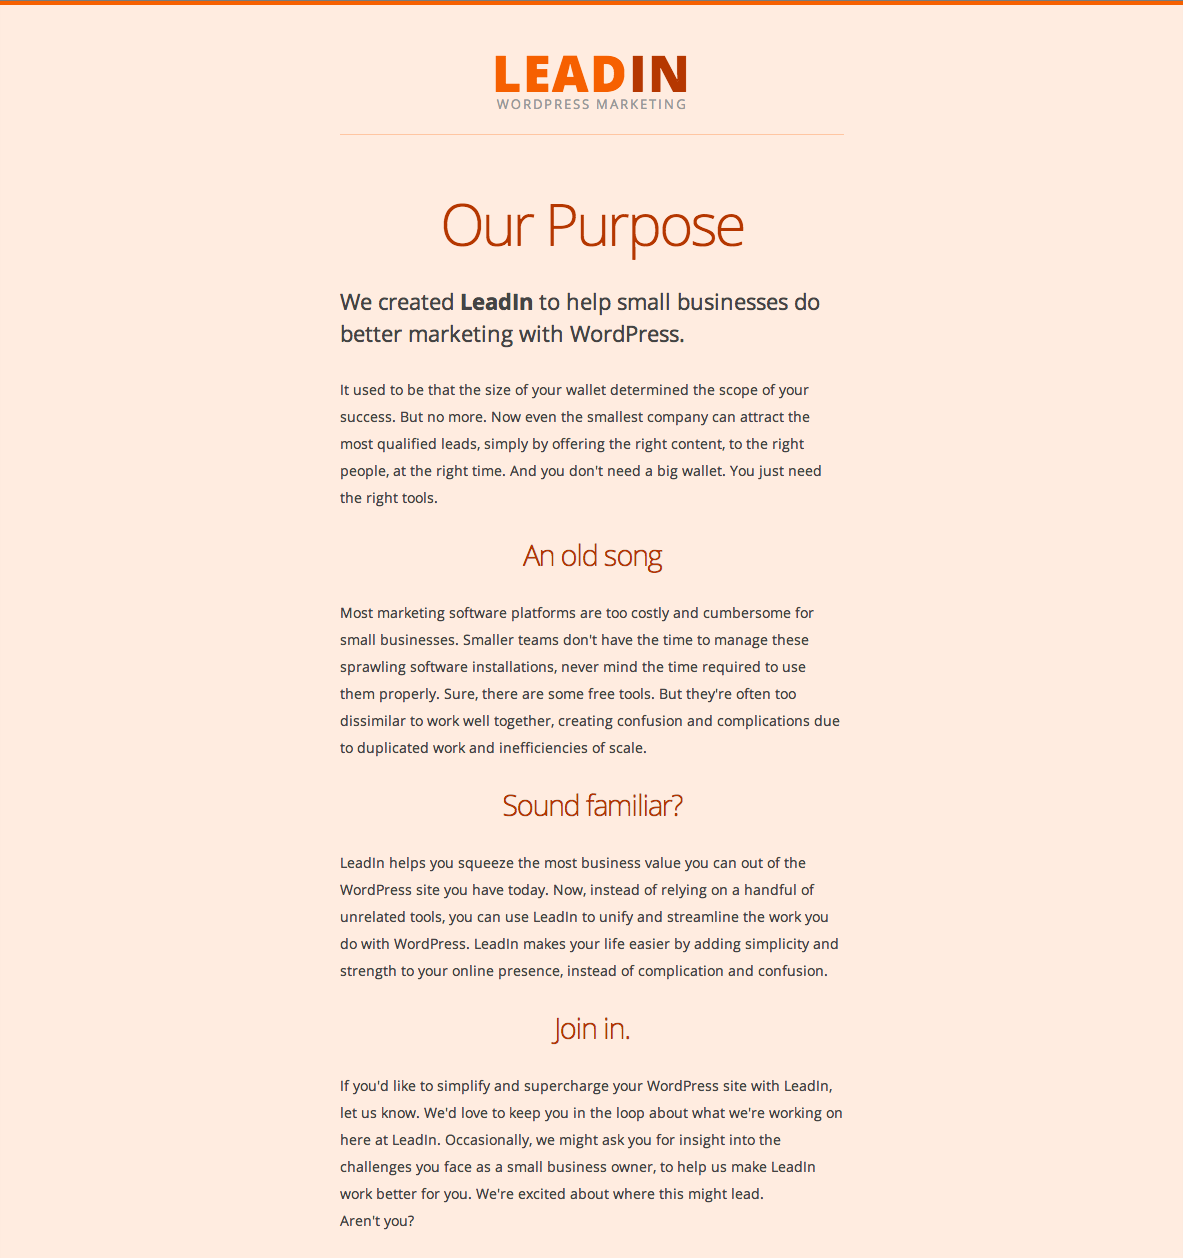 LEADIN
WORDPRESS MARKETING
Our Purpose
We created LeadIn to help small businesses do
better marketing with WordPress.
It used to be that the size of your wallet determined the scope of your
success. But no more. Now even the smallest company can attract the
most qualified leads, simply by offering the right content, to the right
people, at the right time. And you don't need a big wallet. You just need
the right tools.
An old song
Most marketing software platforms are too costly and cumbersome for
small businesses. Smaller teams don't have the time to manage these
sprawling software installations, never mind the time required to use
them properly. Sure, there are some free tools. But they're often too
dissimilar to work well together, creating confusion and complications due
to duplicated work and inefficiencies of scale.
Sound familiar?
LeadIn helps you squeeze the most business value you can out of the
WordPress site you have today. Now, instead of relying on a handful of
unrelated tools, you can use LeadIn to unify and streamline the work you
do with WordPress. LeadIn makes your life easier by adding simplicity and
strength to your online presence, instead of complication and confusion.
Join in.
If you'd like to simplify and supercharge your WordPress site with LeadIn,
let us know. We'd love to keep you in the loop about what we're working on
here at LeadIn. Occasionally, we might ask you for insight into the
challenges you face as a small business owner, to help us make LeadIn
work better for you. We're excited about where this might lead.
Aren't you?